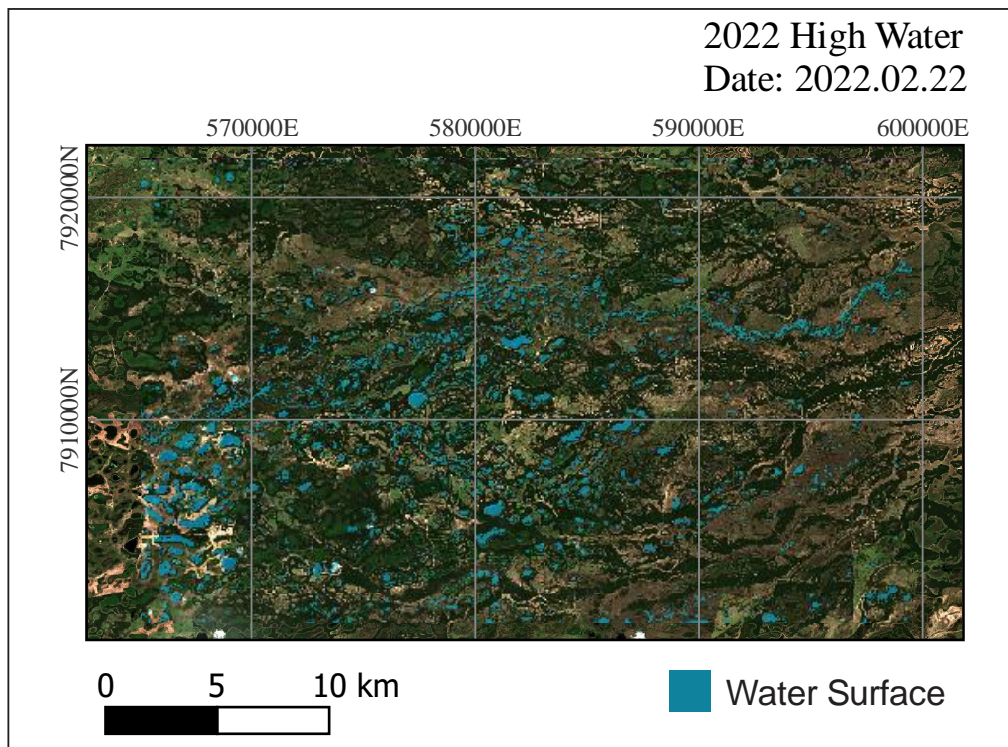 2022 High Water
Date: 2022.02.22
570000E 580000E 590000E 600000E
7920000N
7910000N
0 5 10 km
Water Surface